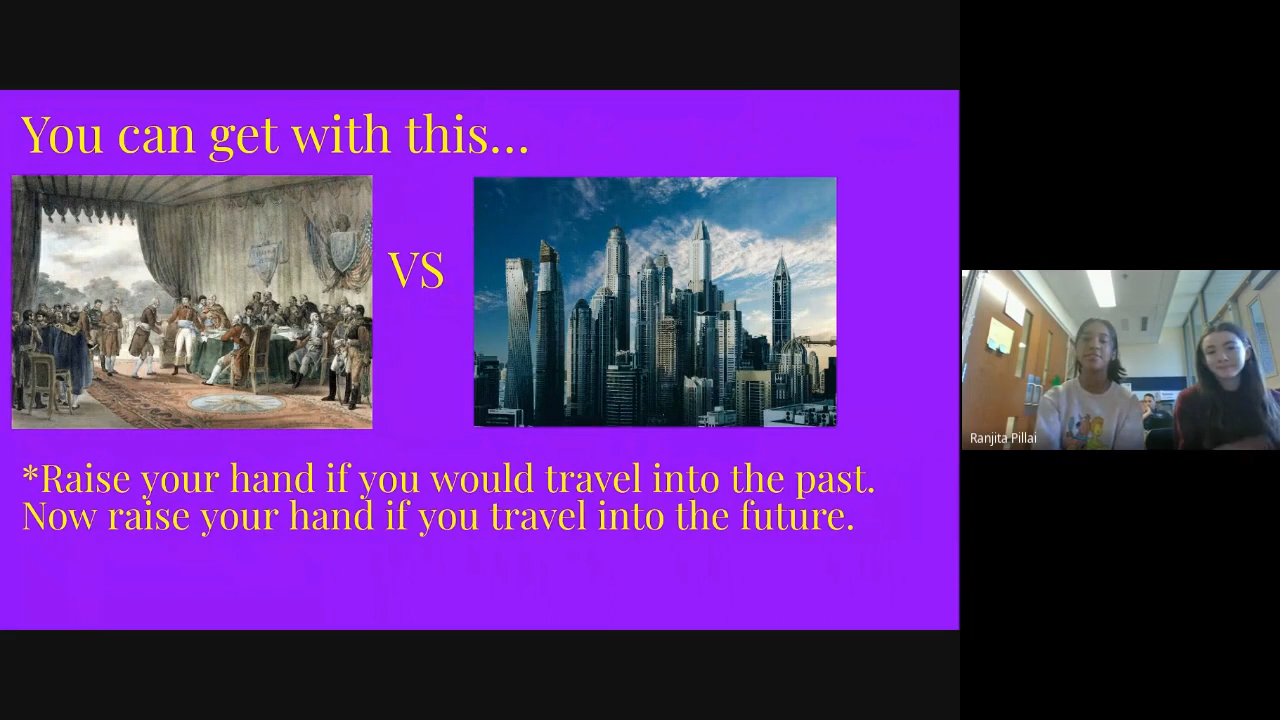 You can get with this...
VS
*Raise your hand if you would travel into the past.
Now raise your hand if you travel into the future.
Ranjita Pillai